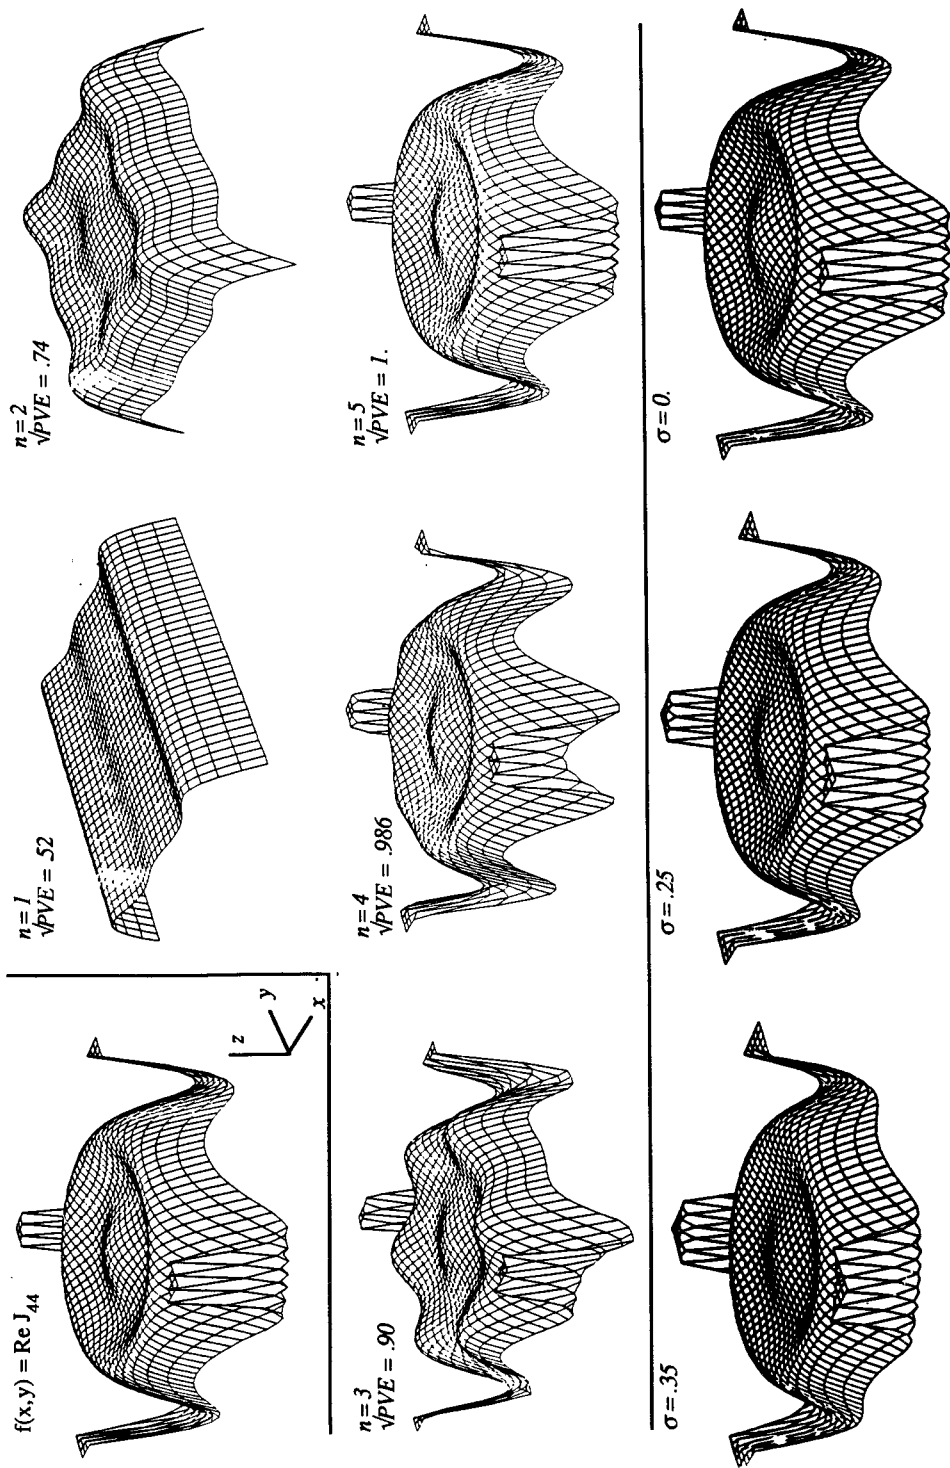 f(x,y) = Re J₄₄
z
y
x
n=1
√PVE = .52
n=2
√PVE = .74
n=3
√PVE = .90
n=4
√PVE = .986
n=5
√PVE = 1.
σ=.35
σ=.25
σ=0.